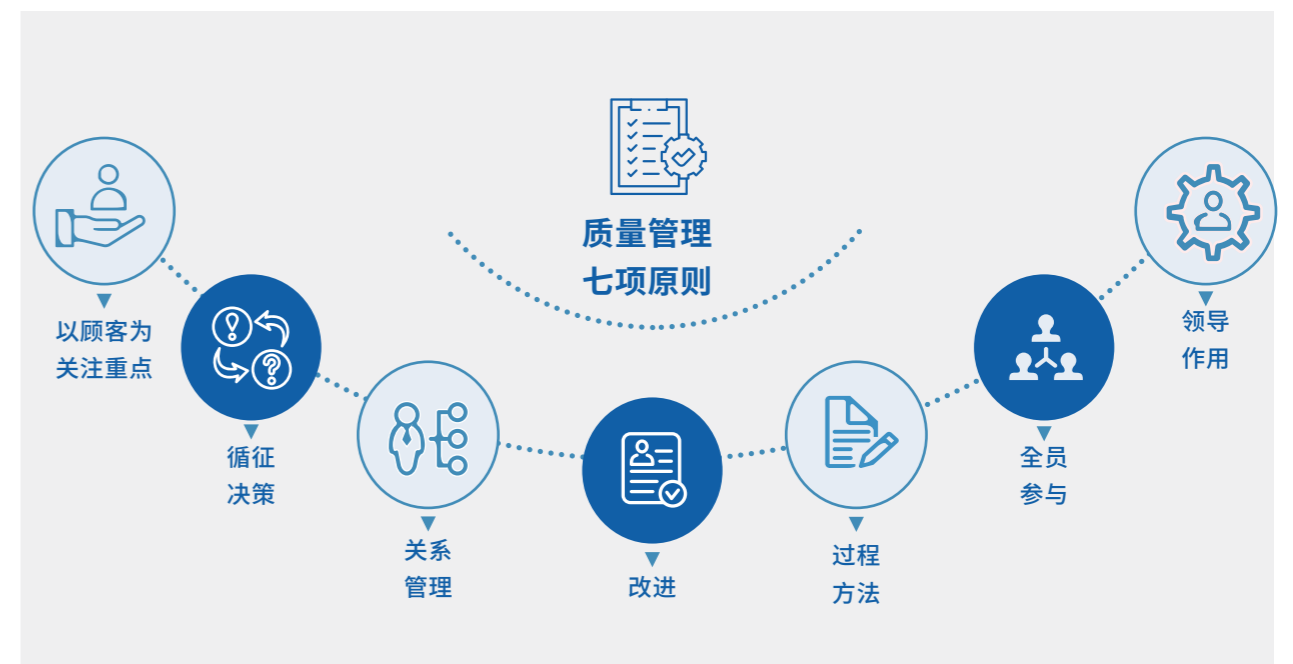 质量管理
七项原则
以顾客为
关注重点
循征
决策
关系
管理
改进
过程
方法
全员
参与
领导
作用